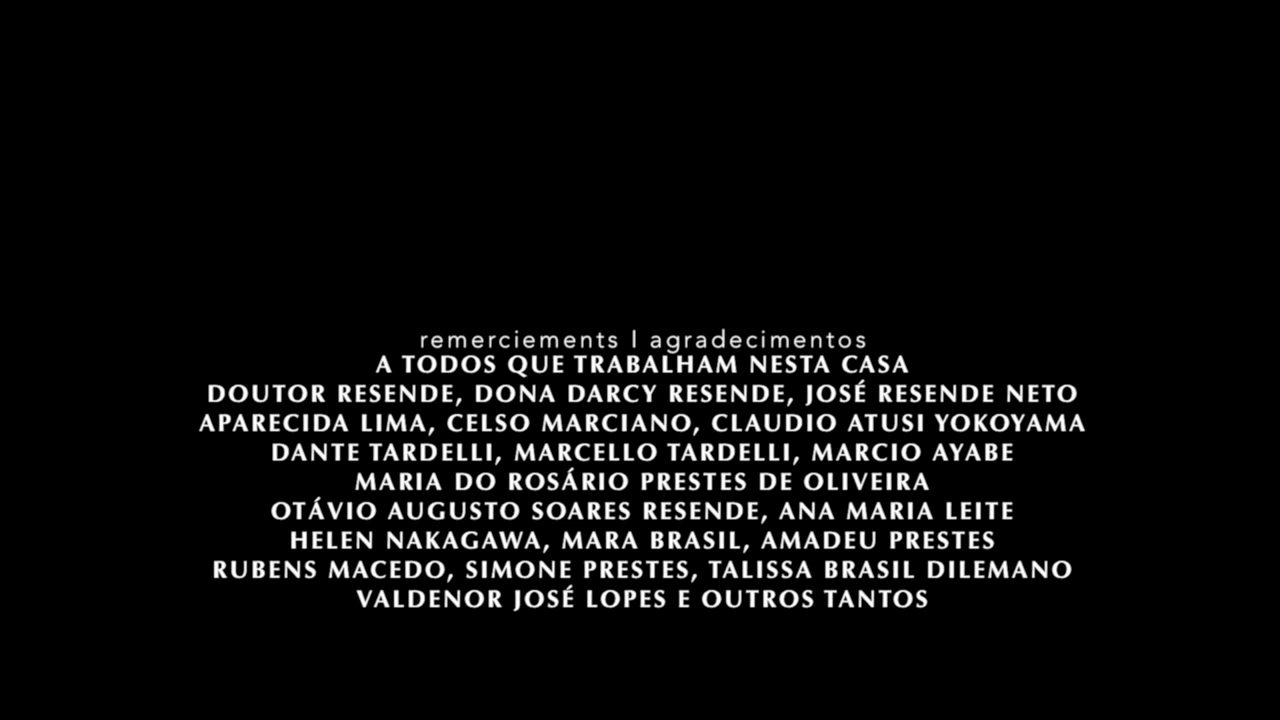 remerciements | agradecimentos
A TODOS QUE TRABALHAM NESTA CASA
DOUTOR RESENDE, DONA DARCY RESENDE, JOSÉ RESENDE NETO
APARECIDA LIMA, CELSO MARCIANO, CLAUDIO ATUSI YOKOYAMA
DANTE TARDELLI, MARCELLO TARDELLI, MARCIO AYABE
MARIA DO ROSÁRIO PRESTES DE OLIVEIRA
OTÁVIO AUGUSTO SOARES RESENDE, ANA MARIA LEITE
HELEN NAKAGAWA, MARA BRASIL, AMADEU PRESTES
RUBENS MACEDO, SIMONE PRESTES, TALISSA BRASIL DILEMANO
VALDENOR JOSÉ LOPES E OUTROS TANTOS